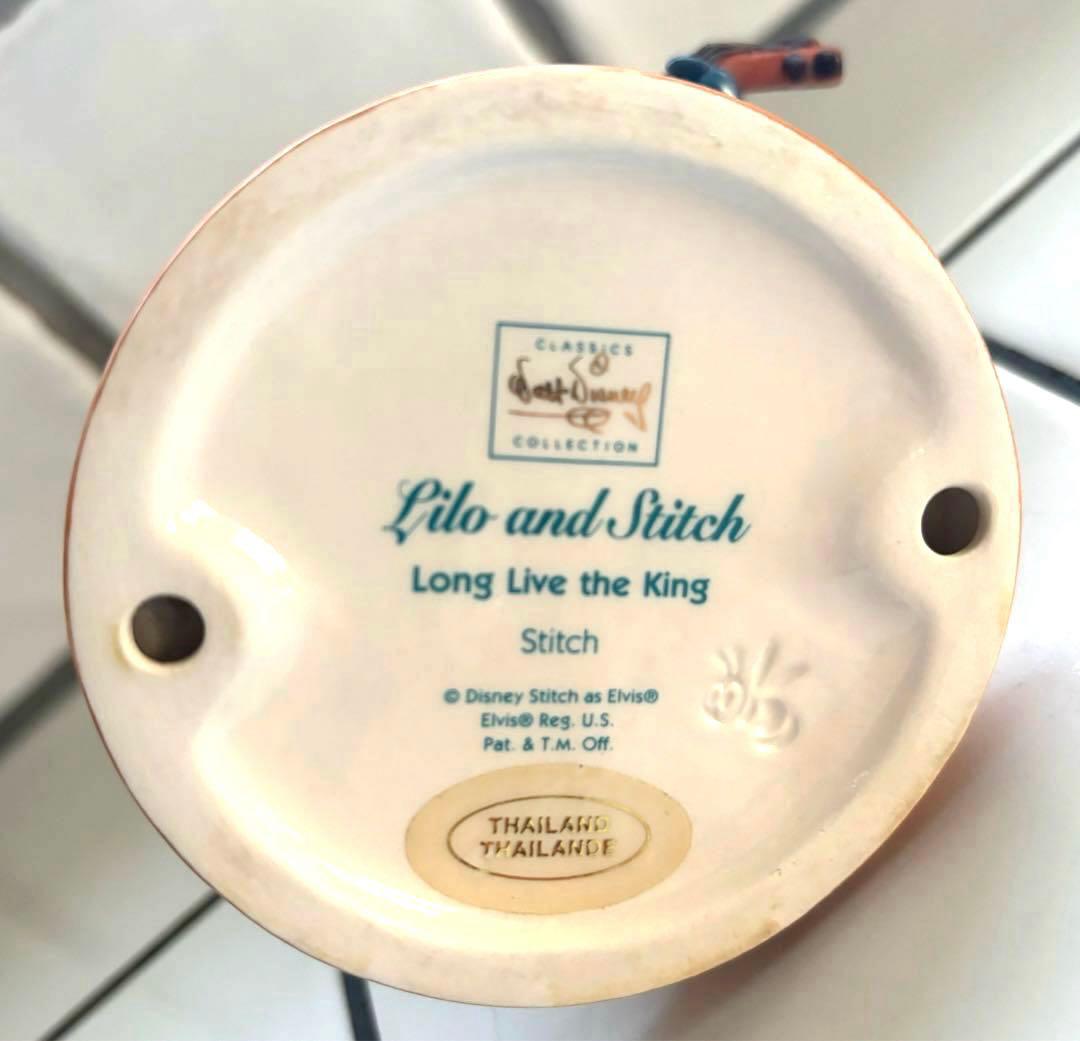 CLASSICS
Walt Disney
COLLECTION
Lilo and Stitch
Long Live the King
Stitch
© Disney Stitch as Elvis®
Elvis® Reg. U.S.
Pat. & T.M. Off.
THAILAND
THAILANDE